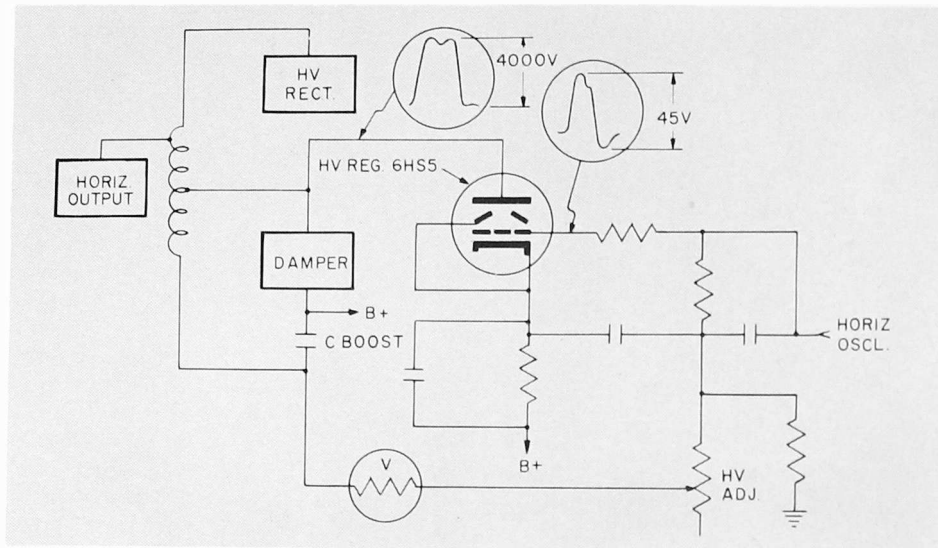 HV
RECT.
4000V
45V
HV REG. 6HS5
HORIZ.
OUTPUT
DAMPER
B+
C BOOST
HORIZ
OSCL.
B+
V
HV
ADJ.